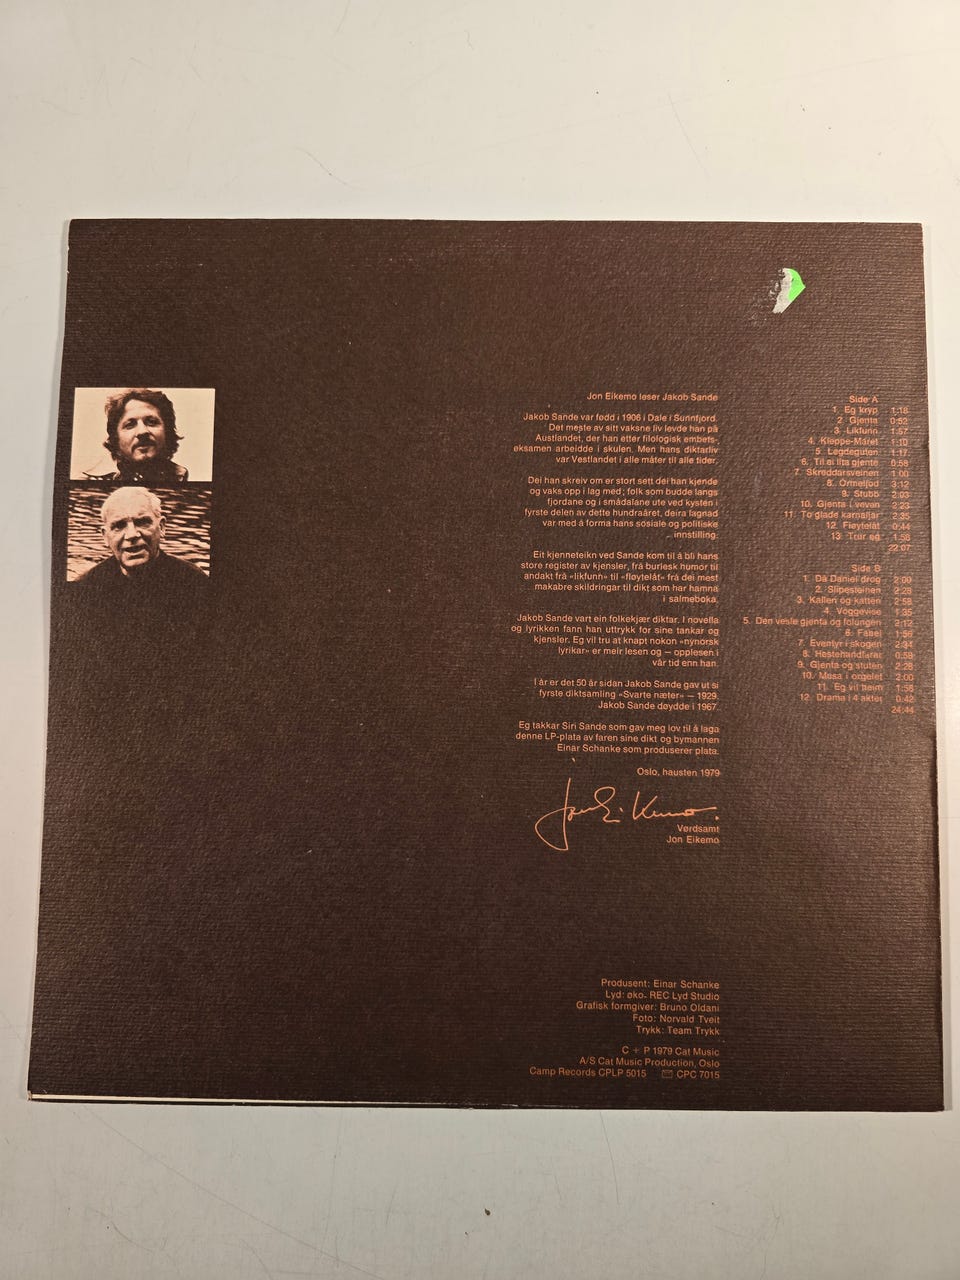 Jon Eikemo leser Jakob Sande
Jakob Sande var fødd i 1906 i Dale i Sunnfjord.
Det meste av sitt vaksne liv levde han på
Austlandet, der han etter filologisk embets-
eksamen arbeidde i skulen. Men hans diktarliv
var Vestlandet i alle måter til alle tider.
Dei han skreiv om er stort sett dei han kjende
og vaks opp i lag med; folk som budde langs
fjordane og i smådalane ute ved kysten i
fyrste delen av dette hundraåret, deira lagnad
var med å forma hans sosiale og politiske
innstilling.
Eit kjenneteikn ved Sande kom til å bli hans
store register av kjensler, frå burlesk humor til
andakt frå «likfunn» til «fløytelåt» frå dei mest
makabre skildringar til dikt som har hamna
i salmeboka.
Jakob Sande vart ein folkekjær diktar. I novella
og lyrikken fann han uttrykk for sine tankar og
kjensler. Eg vil tru at knapt nokon «nynorsk
lyrikar» er meir lesen og — opplesen i
vår tid enn han.
I år er det 50 år sidan Jakob Sande gav ut si
fyrste diktsamling «Svarte næter» — 1929.
Jakob Sande døydde i 1967.
Eg takkar Siri Sande som gav meg lov til å laga
denne LP-plata av faren sine dikt og bymannen
Einar Schanke som produserer plata.
Oslo, hausten 1979
Jon Eikemo
Vørdsamt
Jon Eikemo
Produsent: Einar Schanke
Lyd: øko- REC Lyd Studio
Grafisk formgiver: Bruno Oldani
Foto: Norvald Tveit
Trykk: Team Trykk
C + P 1979 Cat Music
A/S Cat Music Production, Oslo
Camp Records CPLP 5015 CPC 7015
Side A
1. Eg kryp 1:18
2. Gjenta 0:52
3. Likfunn 1:57
4. Kleppe-Máret 1:10
5. Legdeguten 1:17
6. Til ei lita gjente 0:58
7. Skreddarsveinen 1:00
8. Ormeljod 3:12
9. Stubb 2:03
10. Gjenta i vevan 2:23
11. To glade karnaljar 2:35
12. Fløytelåt 0:44
13. Trur eg 1:58
22:07
Side B
1. Då Daniel drog 2:00
2. Slipesteinen 2:28
3. Kallen og katten 2:58
4. Voggevise 1:35
5. Den vesle gjenta og folungen 2:12
6. Fabel 1:56
7. Eventyr i skogen 2:34
8. Hestehandlarar 0:58
9. Gjenta og stuten 2:28
10. Musa i orgelet 2:00
11. Eg vil heim 1:58
12. Drama i 4 akter 0:42
24:44